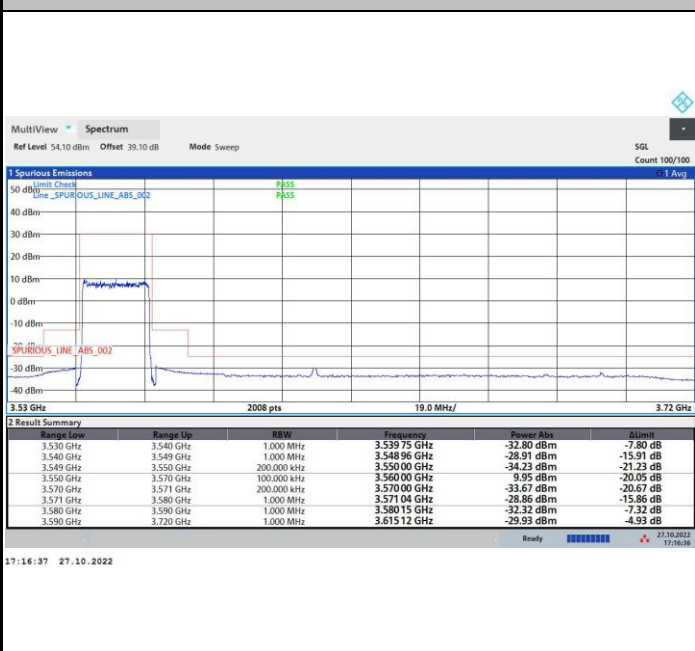 MultiView Spectrum
Ref Level 54.10 dBm Offset 39.10 dB Mode Sweep SGL
Count 100/100
1 Spurious Emissions 1 Avg
Limit Check PASS
50 dBm
Line _SPURIOUS_LINE_ABS_002 PASS
40 dBm
30 dBm
20 dBm
10 dBm
0 dBm
-10 dBm
-20 dBm
SPURIOUS_LINE_ABS_002
-30 dBm
-40 dBm
3.53 GHz 2008 pts 19.0 MHz/ 3.72 GHz
2 Result Summary
Range Low Range Up RBW Frequency Power Abs ΔLimit
3.530 GHz 3.540 GHz 1.000 MHz 3.539 75 GHz -32.80 dBm -7.80 dB
3.540 GHz 3.549 GHz 1.000 MHz 3.548 96 GHz -28.91 dBm -15.91 dB
3.549 GHz 3.550 GHz 200.000 kHz 3.550 00 GHz -34.23 dBm -21.23 dB
3.550 GHz 3.570 GHz 100.000 kHz 3.560 00 GHz 9.95 dBm -20.05 dB
3.570 GHz 3.571 GHz 200.000 kHz 3.570 00 GHz -33.67 dBm -20.67 dB
3.571 GHz 3.580 GHz 1.000 MHz 3.571 04 GHz -28.86 dBm -15.86 dB
3.580 GHz 3.590 GHz 1.000 MHz 3.580 15 GHz -32.32 dBm -7.32 dB
3.590 GHz 3.720 GHz 1.000 MHz 3.615 12 GHz -29.93 dBm -4.93 dB
Ready 27.10.2022
17:16:36
17:16:37 27.10.2022